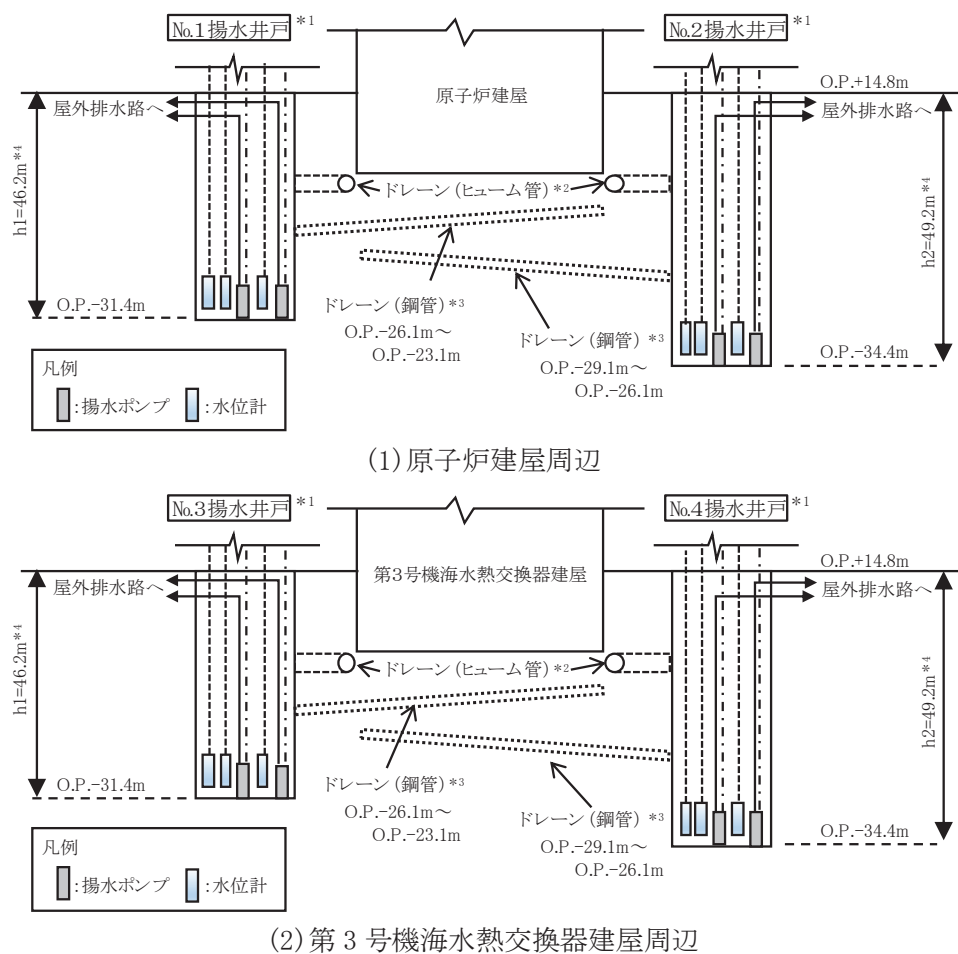 №1揚水井戸 *1
№2揚水井戸 *1
原子炉建屋
O.P.+14.8m
屋外排水路へ
屋外排水路へ
ドレーン(ヒューム管)*2
h1=46.2m*4
h2=49.2m*4
O.P.-31.4m
ドレーン(鋼管)*3
O.P.-26.1m~
O.P.-23.1m
ドレーン(鋼管)*3
O.P.-29.1m~
O.P.-26.1m
O.P.-34.4m
凡例
:揚水ポンプ :水位計
(1)原子炉建屋周辺
№3揚水井戸 *1
№4揚水井戸 *1
第3号機海水熱交換器建屋
O.P.+14.8m
屋外排水路へ
屋外排水路へ
ドレーン(ヒューム管)*2
h1=46.2m*4
h2=49.2m*4
O.P.-31.4m
ドレーン(鋼管)*3
O.P.-26.1m~
O.P.-23.1m
ドレーン(鋼管)*3
O.P.-29.1m~
O.P.-26.1m
O.P.-34.4m
凡例
:揚水ポンプ :水位計
(2)第 3 号機海水熱交換器建屋周辺